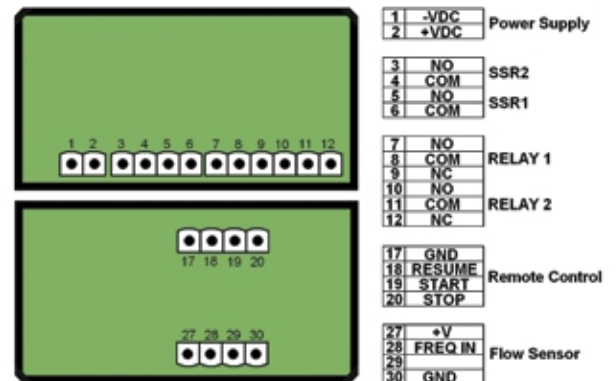 1 2 3 4 5 6 7 8 9 10 11 12
17 18 19 20
27 28 29 30
1 -VDC
2 +VDC
Power Supply
3 NO
4 COM
SSR2
5 NO
6 COM
SSR1
7 NO
8 COM
9 NC
RELAY 1
10 NO
11 COM
12 NC
RELAY 2
17 GND
18 RESUME
19 START
20 STOP
Remote Control
27 +V
28 FREQ IN
29
30 GND
Flow Sensor